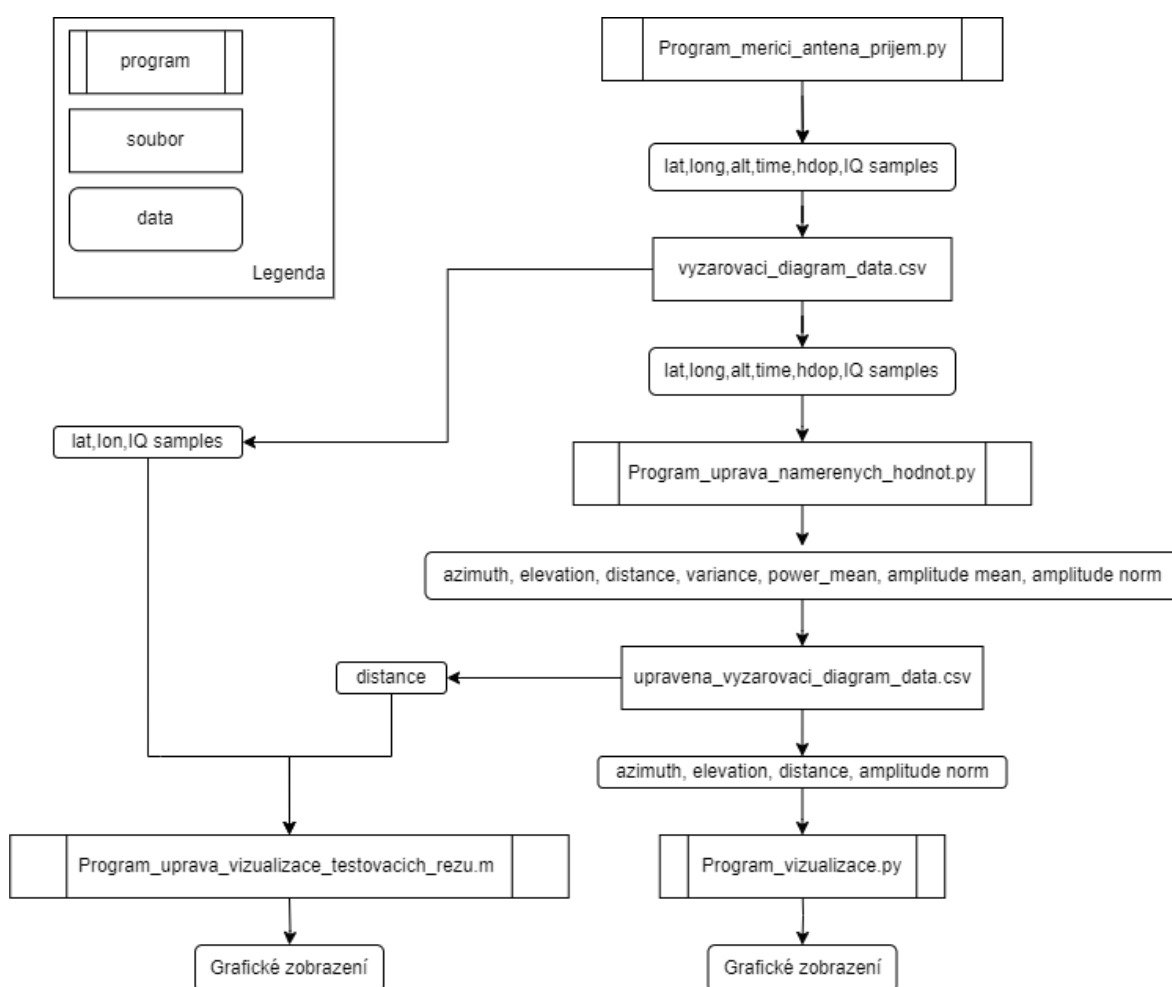 program
soubor
data
Legenda
Program_merici_antena_prijem.py
lat,long,alt,time,hdop,IQ samples
vyzarovaci_diagram_data.csv
lat,long,alt,time,hdop,IQ samples
lat,lon,IQ samples
Program_uprava_namerenych_hodnot.py
azimuth, elevation, distance, variance, power_mean, amplitude mean, amplitude norm
distance
upravena_vyzarovaci_diagram_data.csv
azimuth, elevation, distance, amplitude norm
Program_uprava_vizualizace_testovacich_rezu.m
Program_vizualizace.py
Grafické zobrazení
Grafické zobrazení